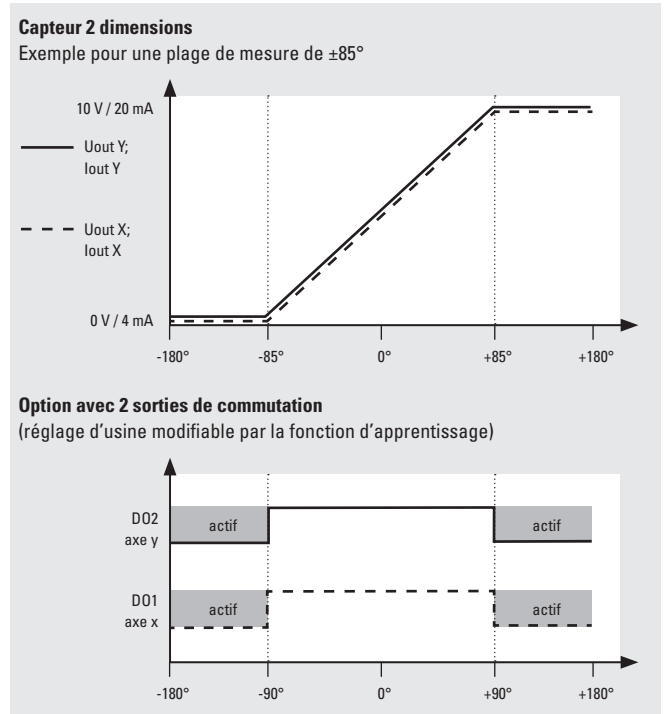 Capteur 2 dimensions
Exemple pour une plage de mesure de ±85°
10 V / 20 mA
Uout Y;
Iout Y
Uout X;
Iout X
0 V / 4 mA
-180° -85° 0° +85° +180°
Option avec 2 sorties de commutation
(réglage d'usine modifiable par la fonction d'apprentissage)
DO2
axe y
actif actif
DO1
axe x
actif actif
-180° -90° 0° +90° +180°